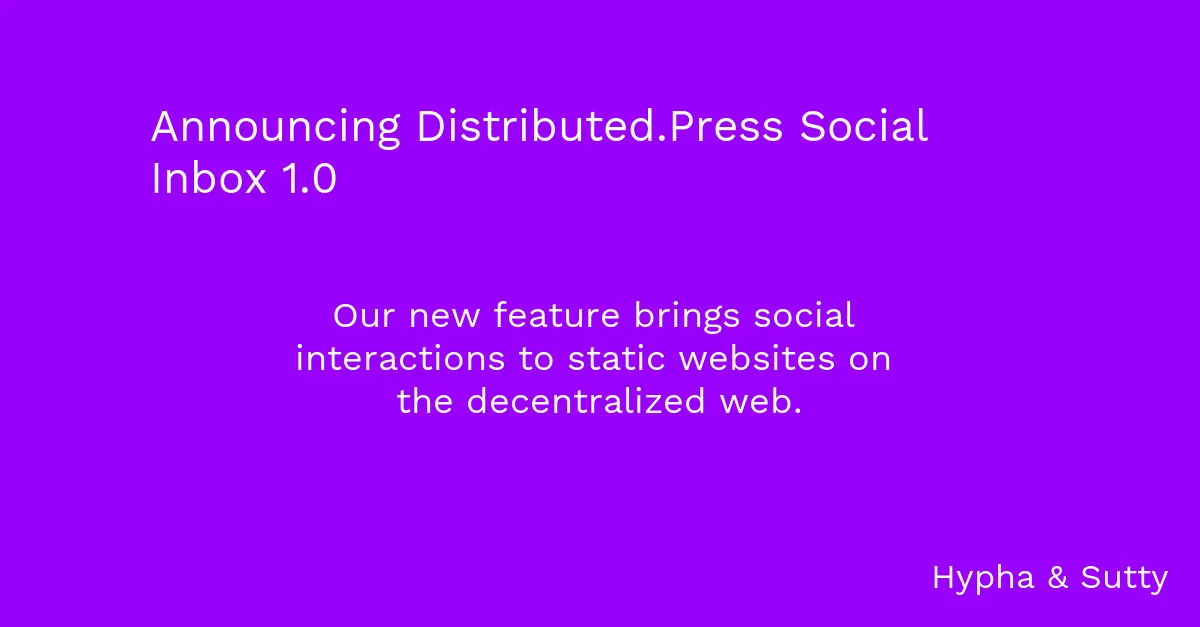 Announcing Distributed.Press Social
Inbox 1.0
Our new feature brings social
interactions to static websites on
the decentralized web.
Hypha & Sutty